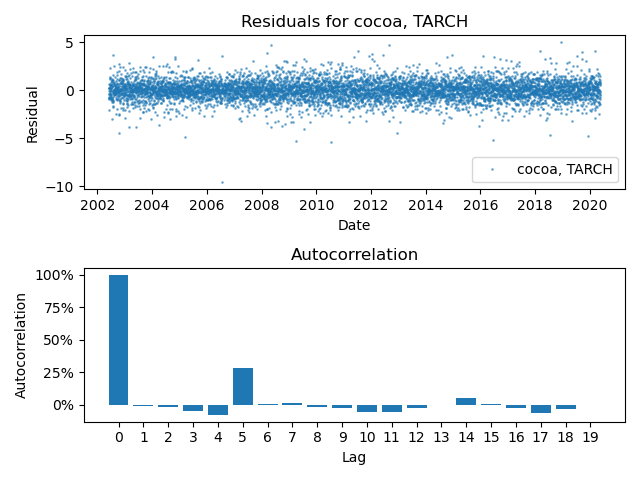 Residuals for cocoa, TARCH
5
0
−5
−10
Residual
cocoa, TARCH
2002 2004 2006 2008 2010 2012 2014 2016 2018 2020
Date
Autocorrelation
100%
75%
50%
25%
0%
Autocorrelation
0 1 2 3 4 5 6 7 8 9 10 11 12 13 14 15 16 17 18 19
Lag